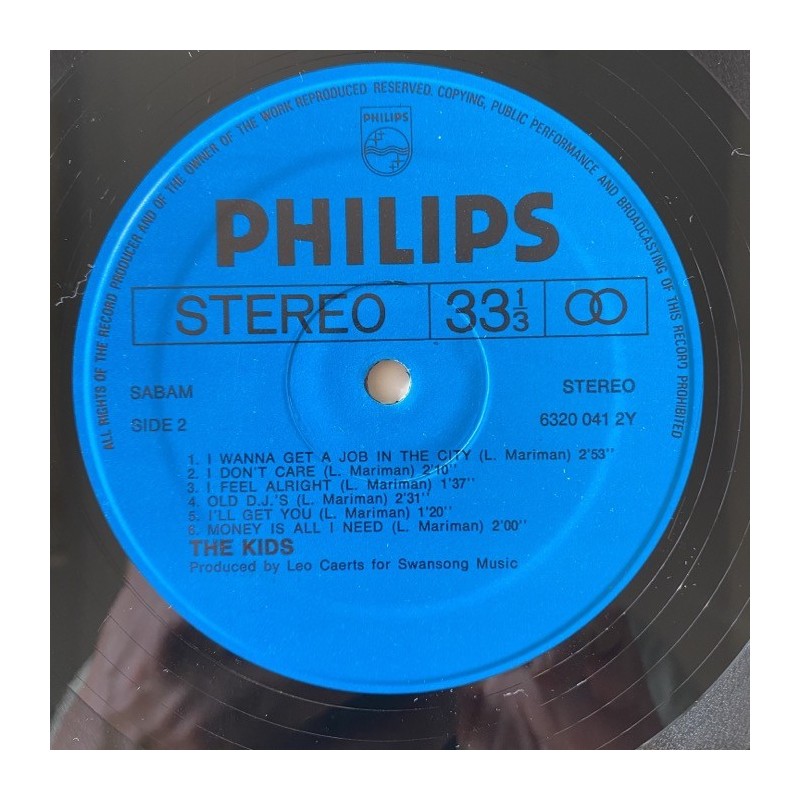 ALL RIGHTS OF THE RECORD PRODUCER AND OF THE OWNER OF THE WORK REPRODUCED RESERVED. COPYING, PUBLIC PERFORMANCE AND BROADCASTING OF THIS RECORD PROHIBITED
PHILIPS
PHILIPS
STEREO 33 1/3
SABAM STEREO
SIDE 2 6320 041 2Y
1. I WANNA GET A JOB IN THE CITY (L. Mariman) 2'53''
2. I DON'T CARE (L. Mariman) 2'10''
3. I FEEL ALRIGHT (L. Mariman) 1'37''
4. OLD D.J.'S (L. Mariman) 2'31''
5. I'LL GET YOU (L. Mariman) 1'20''
6. MONEY IS ALL I NEED (L. Mariman) 2'00''
THE KIDS
Produced by Leo Caerts for Swansong Music